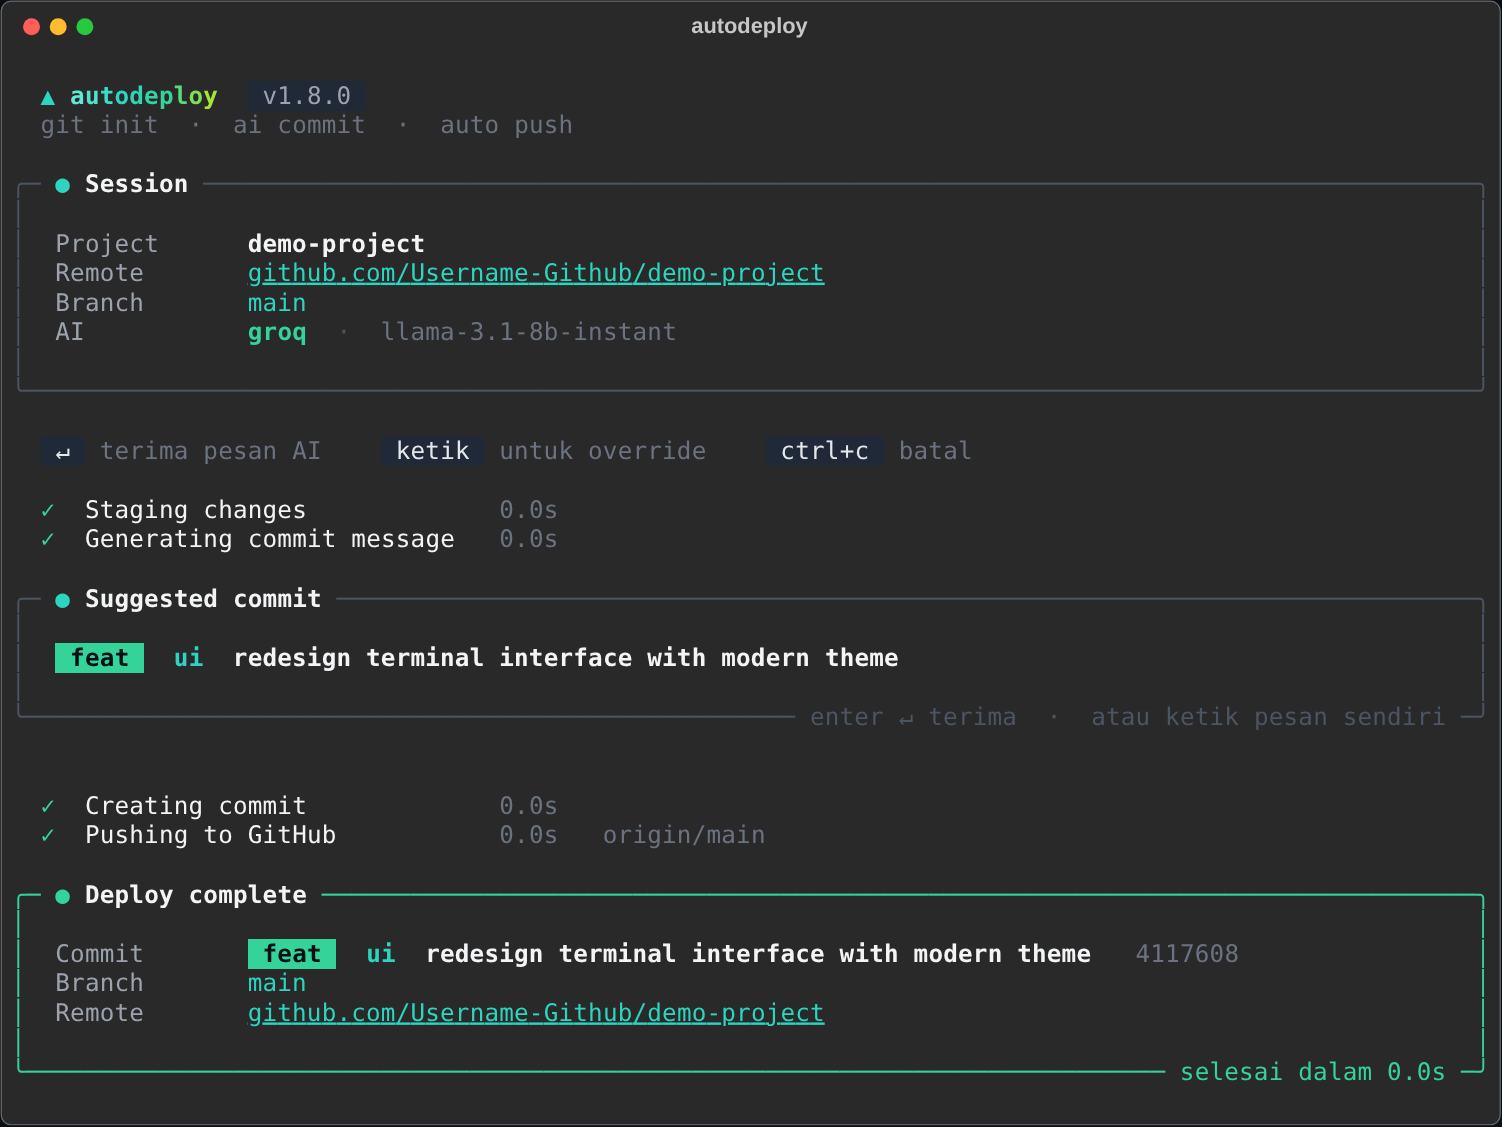 autodeploy
▲ autodeploy v1.8.0
git init · ai commit · auto push
● Session
Project demo-project
Remote github.com/Username-Github/demo-project
Branch main
AI groq · llama-3.1-8b-instant
↵ terima pesan AI ketik untuk override ctrl+c batal
✓ Staging changes 0.0s
✓ Generating commit message 0.0s
● Suggested commit
feat ui redesign terminal interface with modern theme
enter ↵ terima · atau ketik pesan sendiri
✓ Creating commit 0.0s
✓ Pushing to GitHub 0.0s origin/main
● Deploy complete
Commit feat ui redesign terminal interface with modern theme 4117608
Branch main
Remote github.com/Username-Github/demo-project
selesai dalam 0.0s